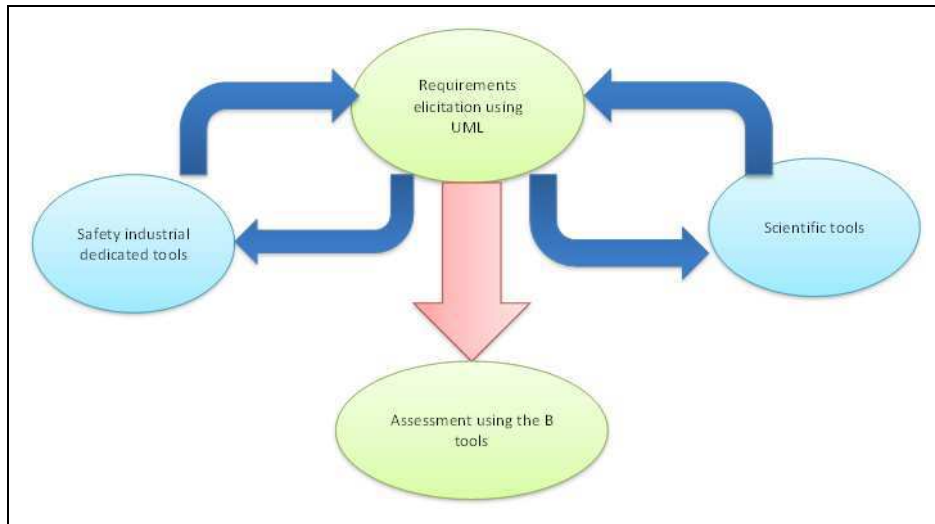 Requirements
elicitation using
UML
Safety industrial
dedicated tools
Scientific tools
Assessment using the B
tools